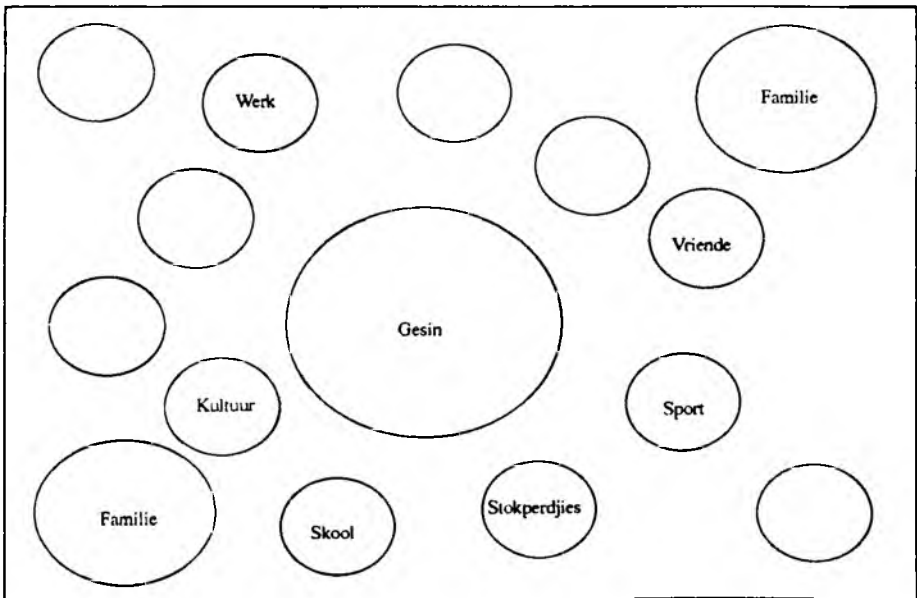 Werk
Familie
Vriende
Gesin
Kultuur
Sport
Familie
Skool
Stokperdjies